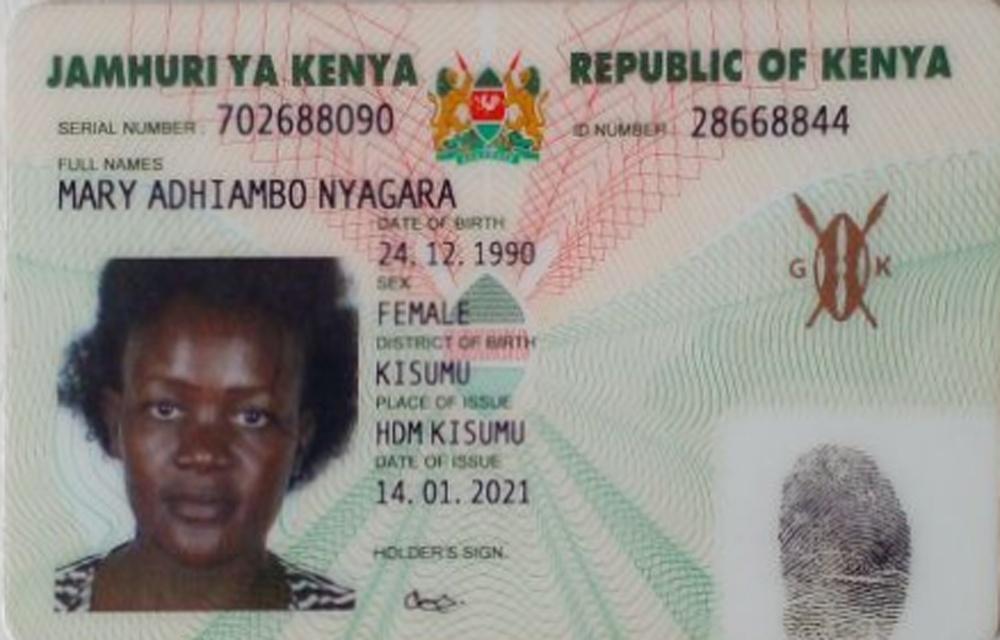 JAMHURI YA KENYA
REPUBLIC OF KENYA
SERIAL NUMBER : 702688090
ID NUMBER : 28668844
FULL NAMES
MARY ADHIAMBO NYAGARA
DATE OF BIRTH
24. 12. 1990
SEX
FEMALE
DISTRICT OF BIRTH
KISUMU
PLACE OF ISSUE
HDM KISUMU
DATE OF ISSUE
14. 01. 2021
HOLDER'S SIGN.
G K